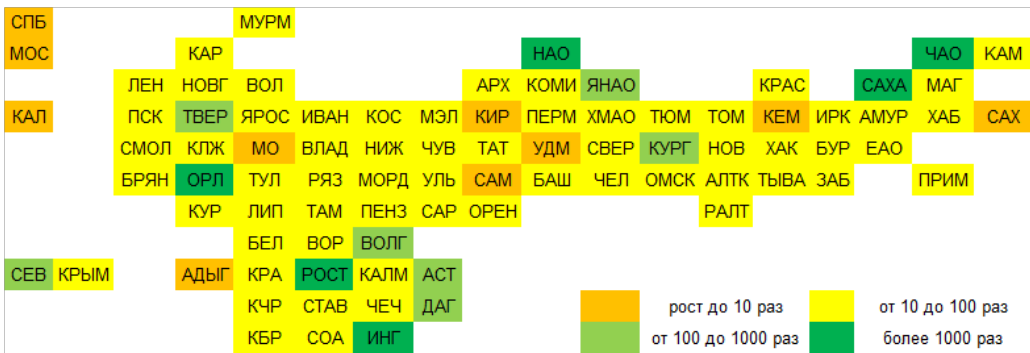 СПБ МУРМ
МОС КАР НАО ЧАО КАМ
ЛЕН НОВГ ВОЛ АРХ КОМИ ЯНАО КРАС САХА МАГ
КАЛ ПСК ТВЕР ЯРОС ИВАН КОС МЭЛ КИР ПЕРМ ХМАО ТЮМ ТОМ КЕМ ИРК АМУР ХАБ САХ
СМОЛ КЛЖ МО ВЛАД НИЖ ЧУВ ТАТ УДМ СВЕР КУРГ НОВ ХАК БУР ЕАО
БРЯН ОРЛ ТУЛ РЯЗ МОРД УЛЬ САМ БАШ ЧЕЛ ОМСК АЛТК ТЫВА ЗАБ ПРИМ
КУР ЛИП ТАМ ПЕНЗ САР ОРЕН РАЛТ
БЕЛ ВОР ВОЛГ
СЕВ КРЫМ АДЫГ КРА РОСТ КАЛМ АСТ
КЧР СТАВ ЧЕЧ ДАГ рост до 10 раз от 10 до 100 раз
КБР СОА ИНГ от 100 до 1000 раз более 1000 раз